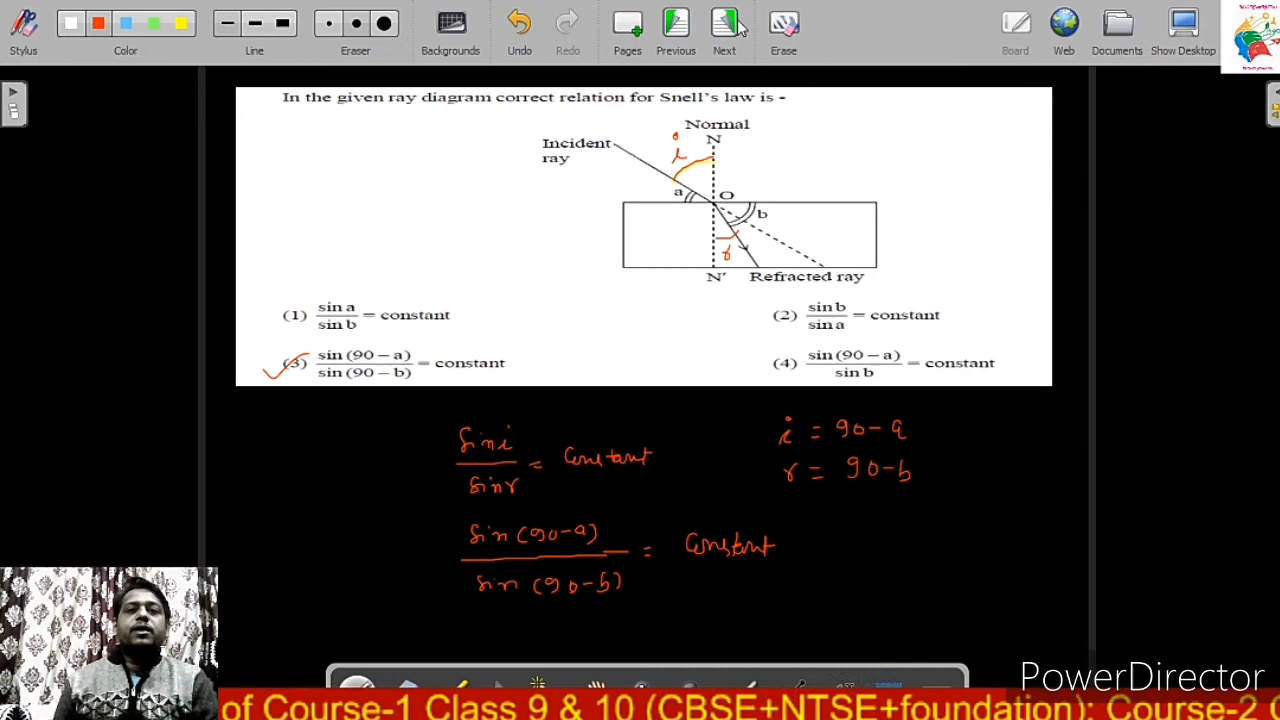 Stylus
Color
Line
Eraser
Backgrounds
Undo
Redo
Pages
Previous
Next
Erase
Board
Web
Documents
Show Desktop
In the given ray diagram correct relation for Snell's law is -
Normal
N
i
Incident
ray
a
O
b
r
N'
Refracted ray
(1) sin a / sin b = constant
(2) sin b / sin a = constant
(3) sin (90 – a) / sin (90 – b) = constant
(4) sin (90 – a) / sin b = constant
Sin i / Sin r = Constant
i = 90 - a
r = 90 - b
Sin (90 - a) / Sin (90 - b) = Constant
PowerDirector
of Course-1 Class 9 & 10 (CBSE+NTSE+foundation): Course-2